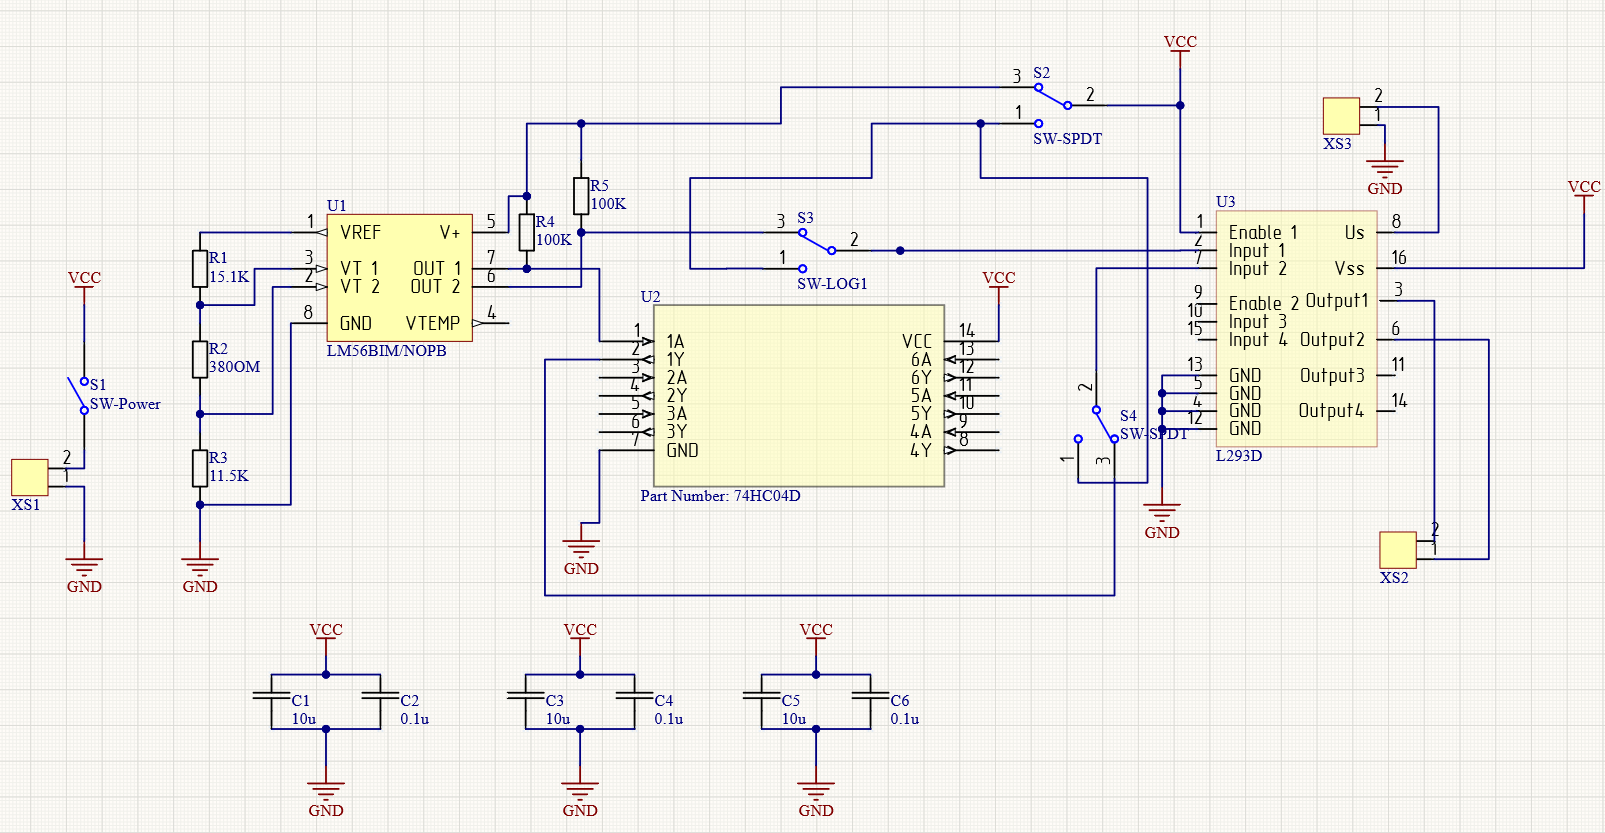 VCC
S1
SW-Power
2
1
XS1
GND
R1
15.1K
R2
380OM
R3
11.5K
GND
U1
1
VREF
V+
5
3
VT 1
OUT 1
7
2
VT 2
OUT 2
6
8
GND
VTEMP
4
LM56BIM/NOPB
R4
100K
R5
100K
3
S3
2
1
SW-LOG1
3
S2
2
1
SW-SPDT
VCC
U2
VCC
1
1A
VCC
14
2
1Y
6A
13
3
2A
6Y
12
4
2Y
5A
11
5
3A
5Y
10
6
3Y
4A
9
7
GND
4Y
8
Part Number: 74HC04D
GND
2
S4
SW-SPDT
1
3
U3
1
Enable 1
Us
8
2
Input 1
7
Input 2
Vss
16
9
Enable 2
Output1
3
10
Input 3
15
Input 4
Output2
6
13
GND
Output3
11
5
GND
4
GND
Output4
14
12
GND
L293D
GND
2
1
XS3
GND
VCC
2
1
XS2
VCC
C1
10u
C2
0.1u
GND
VCC
C3
10u
C4
0.1u
GND
VCC
C5
10u
C6
0.1u
GND